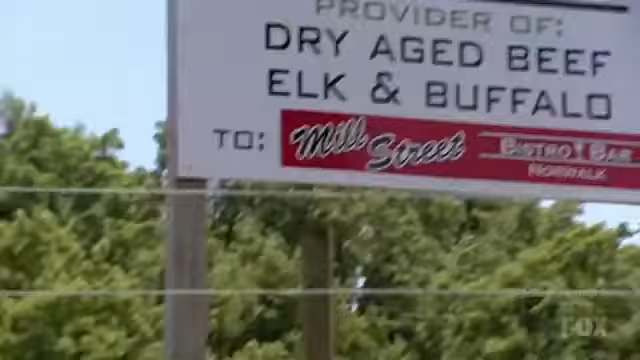 PROVIDER OF:
DRY AGED BEEF
ELK & BUFFALO
TO: Mill Street BISTRO & BAR
NORWALK
FOX